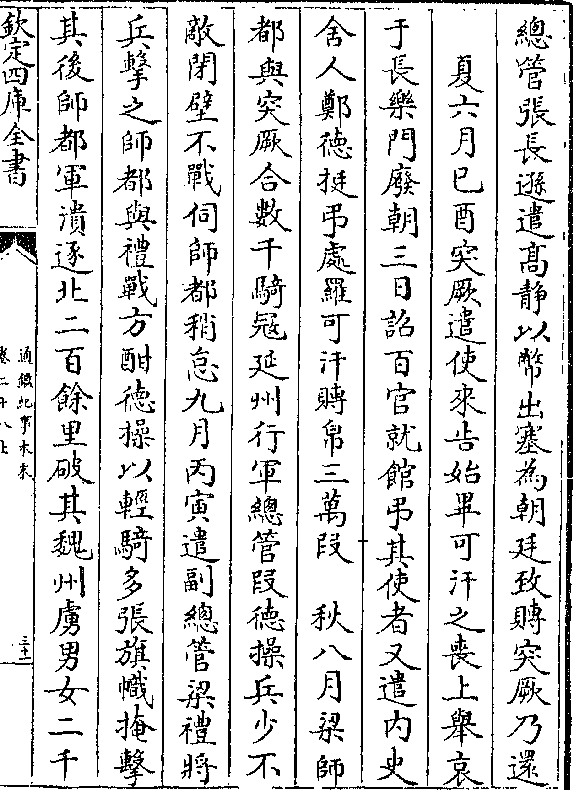 總管張長遜遣高静以幣出塞為朝廷致賻突厥乃還
夏六月己酉突厥遣使來告始畢可汗之喪上舉哀
于長樂門廢朝三日詔百官就館弔其使者又遣内史
舍人鄭德挺弔處羅可汗賻帛三萬段　秋八月梁師
都與突厥合數千騎寇延州行軍總管段德操兵少不
敵閉壁不戰伺師都稍怠九月丙寅遣副總管梁禮將
兵擊之師都與禮戰方酣德操以輕騎多張旗幟掩擊
其後師都軍潰逐北二百餘里破其魏州虜男女二千
欽定四庫全書
通鑑紀事本末
卷二十八上
三十一